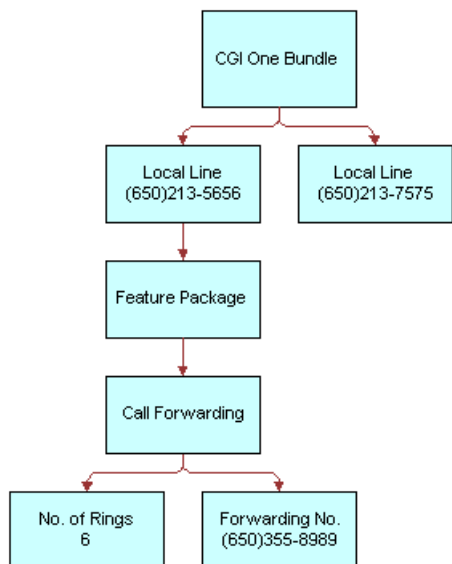 CGI One Bundle
Local Line
(650)213-5656
Local Line
(650)213-7575
Feature Package
Call Forwarding
No. of Rings
6
Forwarding No.
(650)355-8989